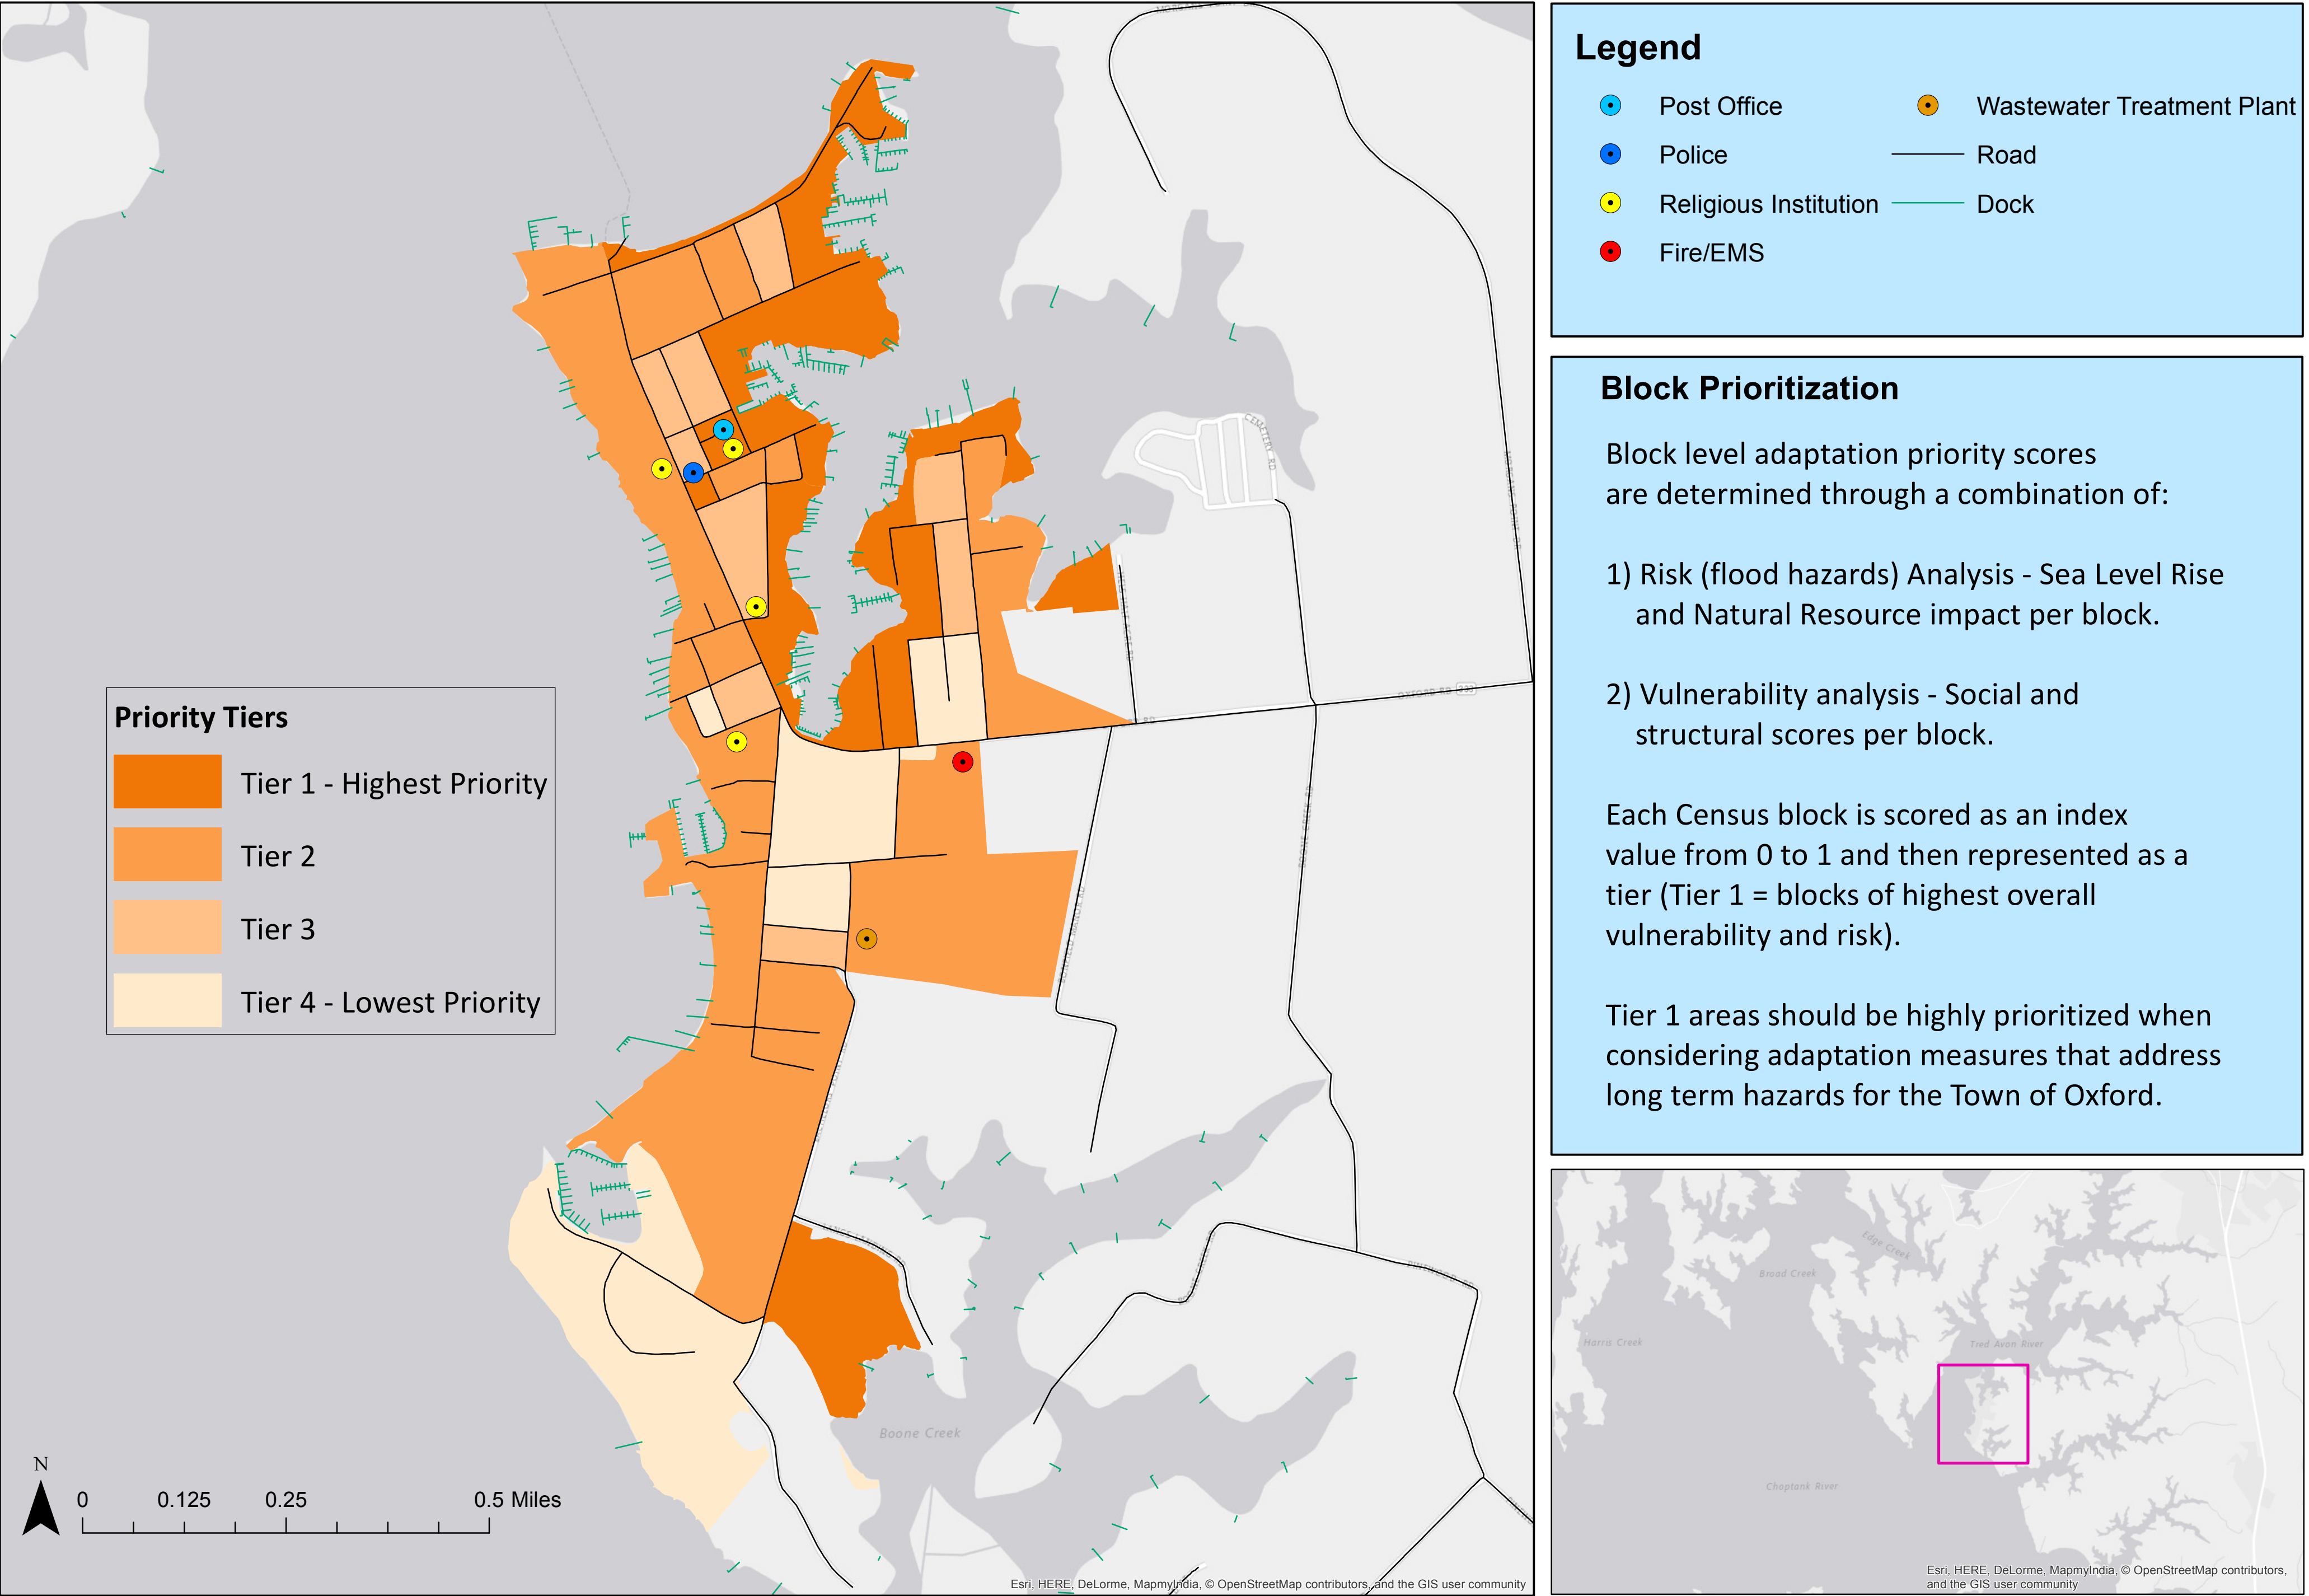 Legend
Post Office
Wastewater Treatment Plant
Police
Road
Religious Institution
Dock
Fire/EMS
Block Prioritization
Block level adaptation priority scores
are determined through a combination of:
1) Risk (flood hazards) Analysis - Sea Level Rise
and Natural Resource impact per block.
2) Vulnerability analysis - Social and
structural scores per block.
Each Census block is scored as an index
value from 0 to 1 and then represented as a
tier (Tier 1 = blocks of highest overall
vulnerability and risk).
Tier 1 areas should be highly prioritized when
considering adaptation measures that address
long term hazards for the Town of Oxford.
Priority Tiers
Tier 1 - Highest Priority
Tier 2
Tier 3
Tier 4 - Lowest Priority
CEMETERY RD
OXFORD RD
333
BOONE CREEK RD
Boone Creek
N
0
0.125
0.25
0.5 Miles
Esri, HERE, DeLorme, MapmyIndia, © OpenStreetMap contributors, and the GIS user community
Edge Creek
Broad Creek
Harris Creek
Tred Avon River
Choptank River
Esri, HERE, DeLorme, MapmyIndia, © OpenStreetMap contributors,
and the GIS user community